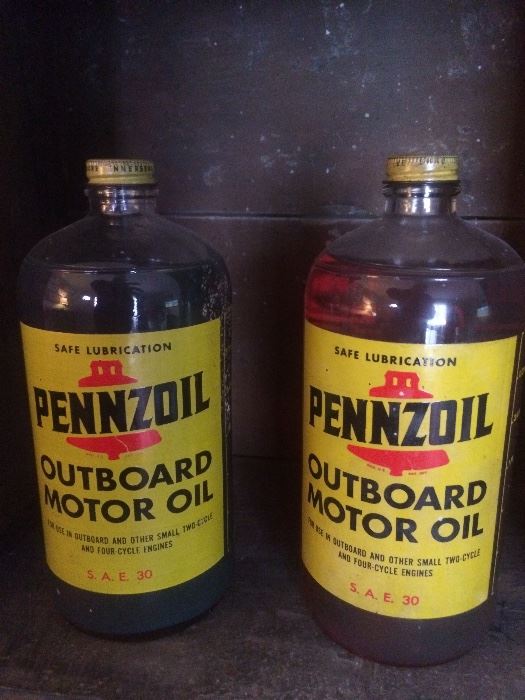 SAFE LUBRICATION
PENNZOIL
OUTBOARD
MOTOR OIL
FOR USE IN OUTBOARD AND OTHER SMALL TWO-CYCLE
AND FOUR-CYCLE ENGINES
S. A. E. 30
SAFE LUBRICATION
PENNZOIL
OUTBOARD
MOTOR OIL
FOR USE IN OUTBOARD AND OTHER SMALL TWO-CYCLE
AND FOUR-CYCLE ENGINES
S. A. E. 30